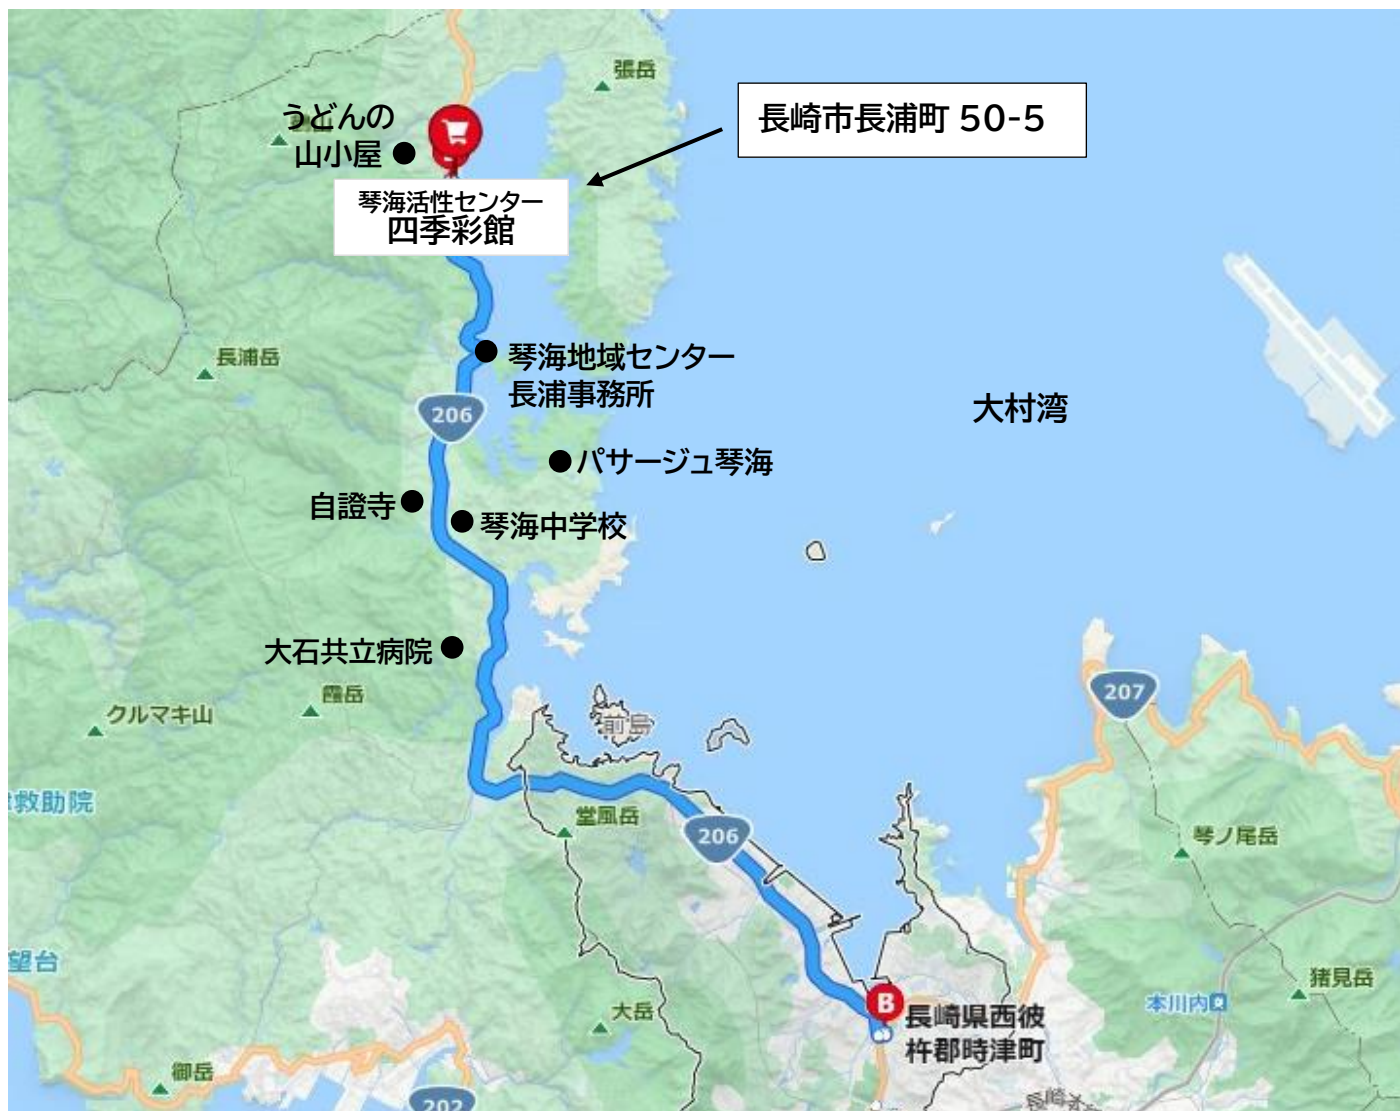 張岳
うどんの
山小屋
長崎市長浦町 50-5
琴海活性センター
四季彩館
長浦岳
琴海地域センター
長浦事務所
206
大村湾
パサージュ琴海
自證寺
琴海中学校
大石共立病院
霞岳
クルマキ山
前島
207
救助院
堂風岳
206
琴ノ尾岳
望台
猪見岳
本川内
B
長崎県西彼
杵郡時津町
大岳
御岳
202